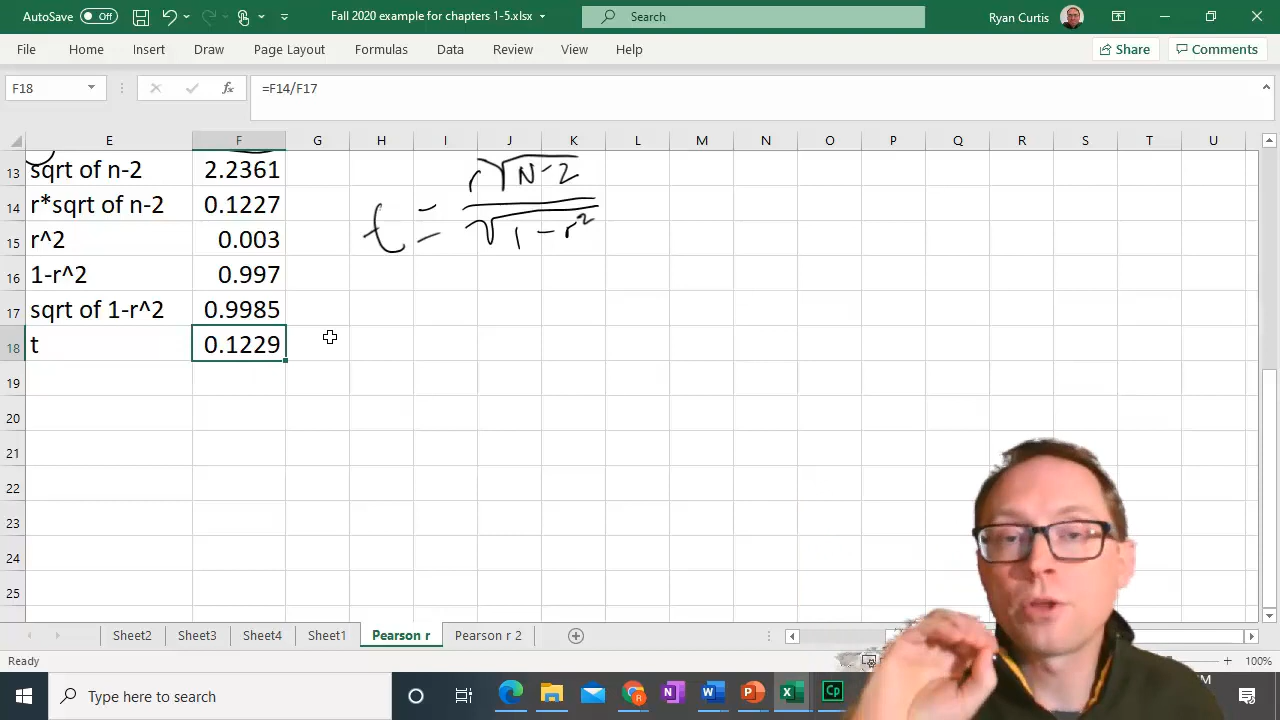 AutoSave Off Fall 2020 example for chapters 1-5.xlsx Search Ryan Curtis
File Home Insert Draw Page Layout Formulas Data Review View Help Share Comments
F18 fx =F14/F17
E F G H I J K L M N O P Q R S T U
13 sqrt of n-2 2.2361
14 r*sqrt of n-2 0.1227
15 r^2 0.003
16 1-r^2 0.997
17 sqrt of 1-r^2 0.9985
18 t 0.1229
t = r√N-2 / √1-r²
19
20
21
22
23
24
25
Sheet2 Sheet3 Sheet4 Sheet1 Pearson r Pearson r 2
Ready 100%
Type here to search